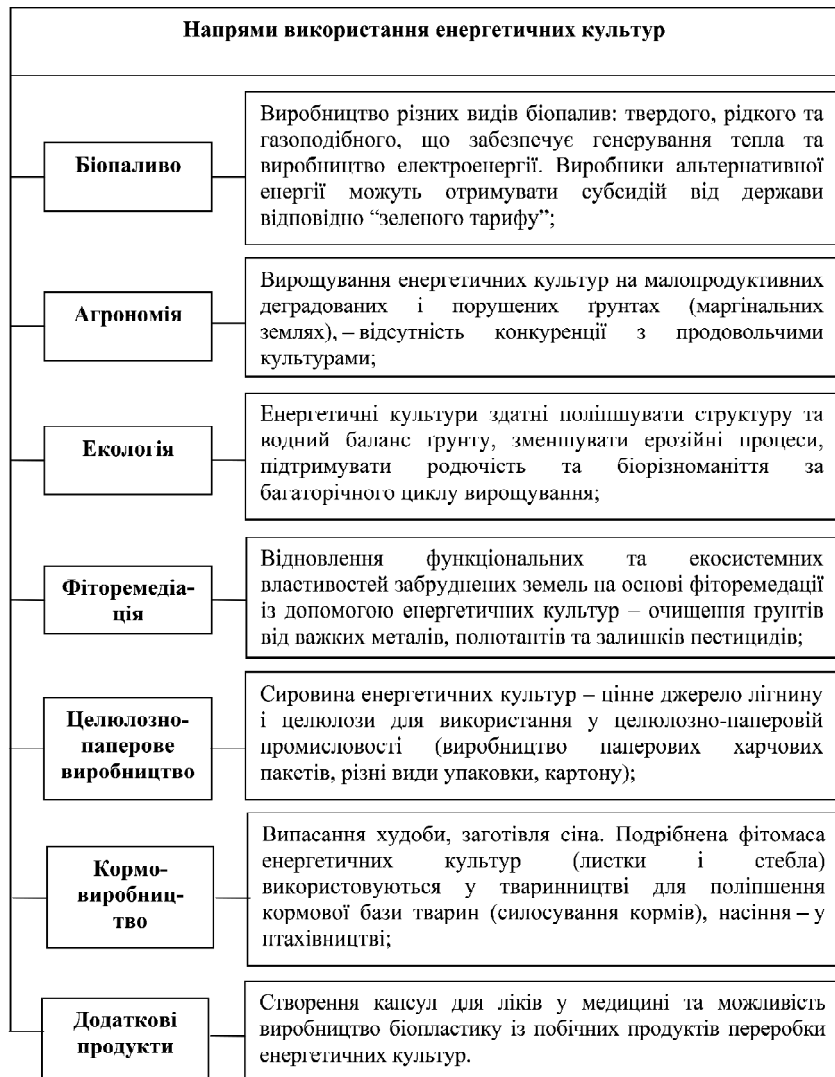 Напрями використання енергетичних культур
Біопаливо
Виробництво різних видів біопалив: твердого, рідкого та
газоподібного, що забезпечує генерування тепла та
виробництво електроенергії. Виробники альтернативної
енергії можуть отримувати субсидій від держави
відповідно “зеленого тарифу”;
Агрономія
Вирощування енергетичних культур на малопродуктивних
деградованих і порушених ґрунтах (маргінальних
землях), – відсутність конкуренції з продовольчими
культурами;
Екологія
Енергетичні культури здатні поліпшувати структуру та
водний баланс ґрунту, зменшувати ерозійні процеси,
підтримувати родючість та біорізноманіття за
багаторічного циклу вирощування;
Фіторемедіа-
ція
Відновлення функціональних та екосистемних
властивостей забруднених земель на основі фіторемедації
із допомогою енергетичних культур – очищення ґрунтів
від важких металів, полютантів та залишків пестицидів;
Целюлозно-
паперове
виробництво
Сировина енергетичних культур – цінне джерело лігнину
і целюлози для використання у целюлозно-паперовій
промисловості (виробництво паперових харчових
пакетів, різні види упаковки, картону);
Кормо-
виробниц-
тво
Випасання худоби, заготівля сіна. Подрібнена фітомаса
енергетичних культур (листки і стебла)
використовуються у тваринництві для поліпшення
кормової бази тварин (силосування кормів), насіння – у
птахівництві;
Додаткові
продукти
Створення капсул для ліків у медицині та можливість
виробництво біопластику із побічних продуктів переробки
енергетичних культур.